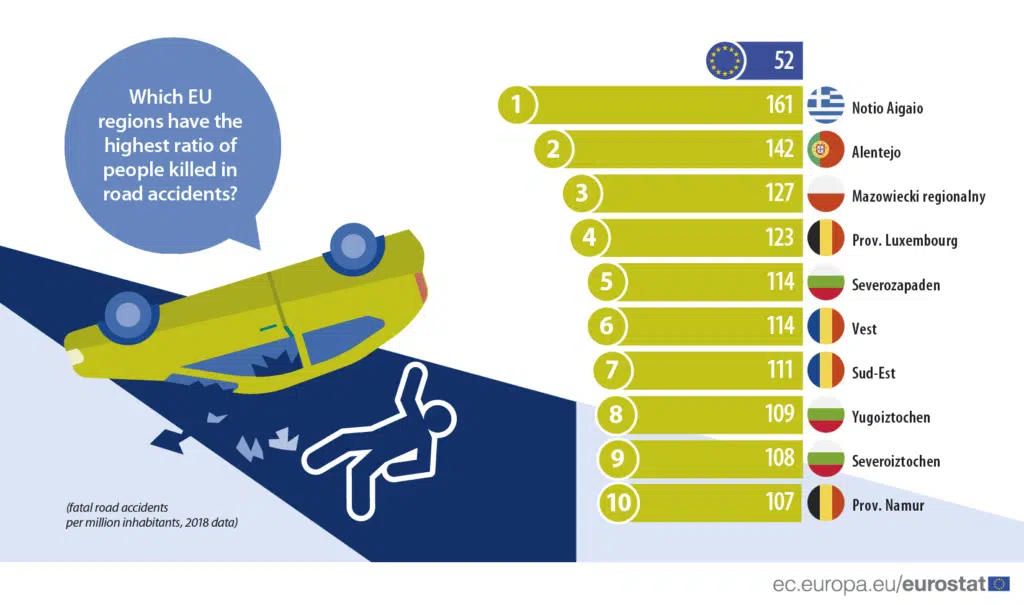 Which EU
regions have the
highest ratio of
people killed in
road accidents?
52
1 161 Notio Aigaio
2 142 Alentejo
3 127 Mazowiecki regionalny
4 123 Prov. Luxembourg
5 114 Severozapaden
6 114 Vest
7 111 Sud-Est
8 109 Yugoiztochen
9 108 Severoiztochen
10 107 Prov. Namur
(fatal road accidents
per million inhabitants, 2018 data)
ec.europa.eu/eurostat